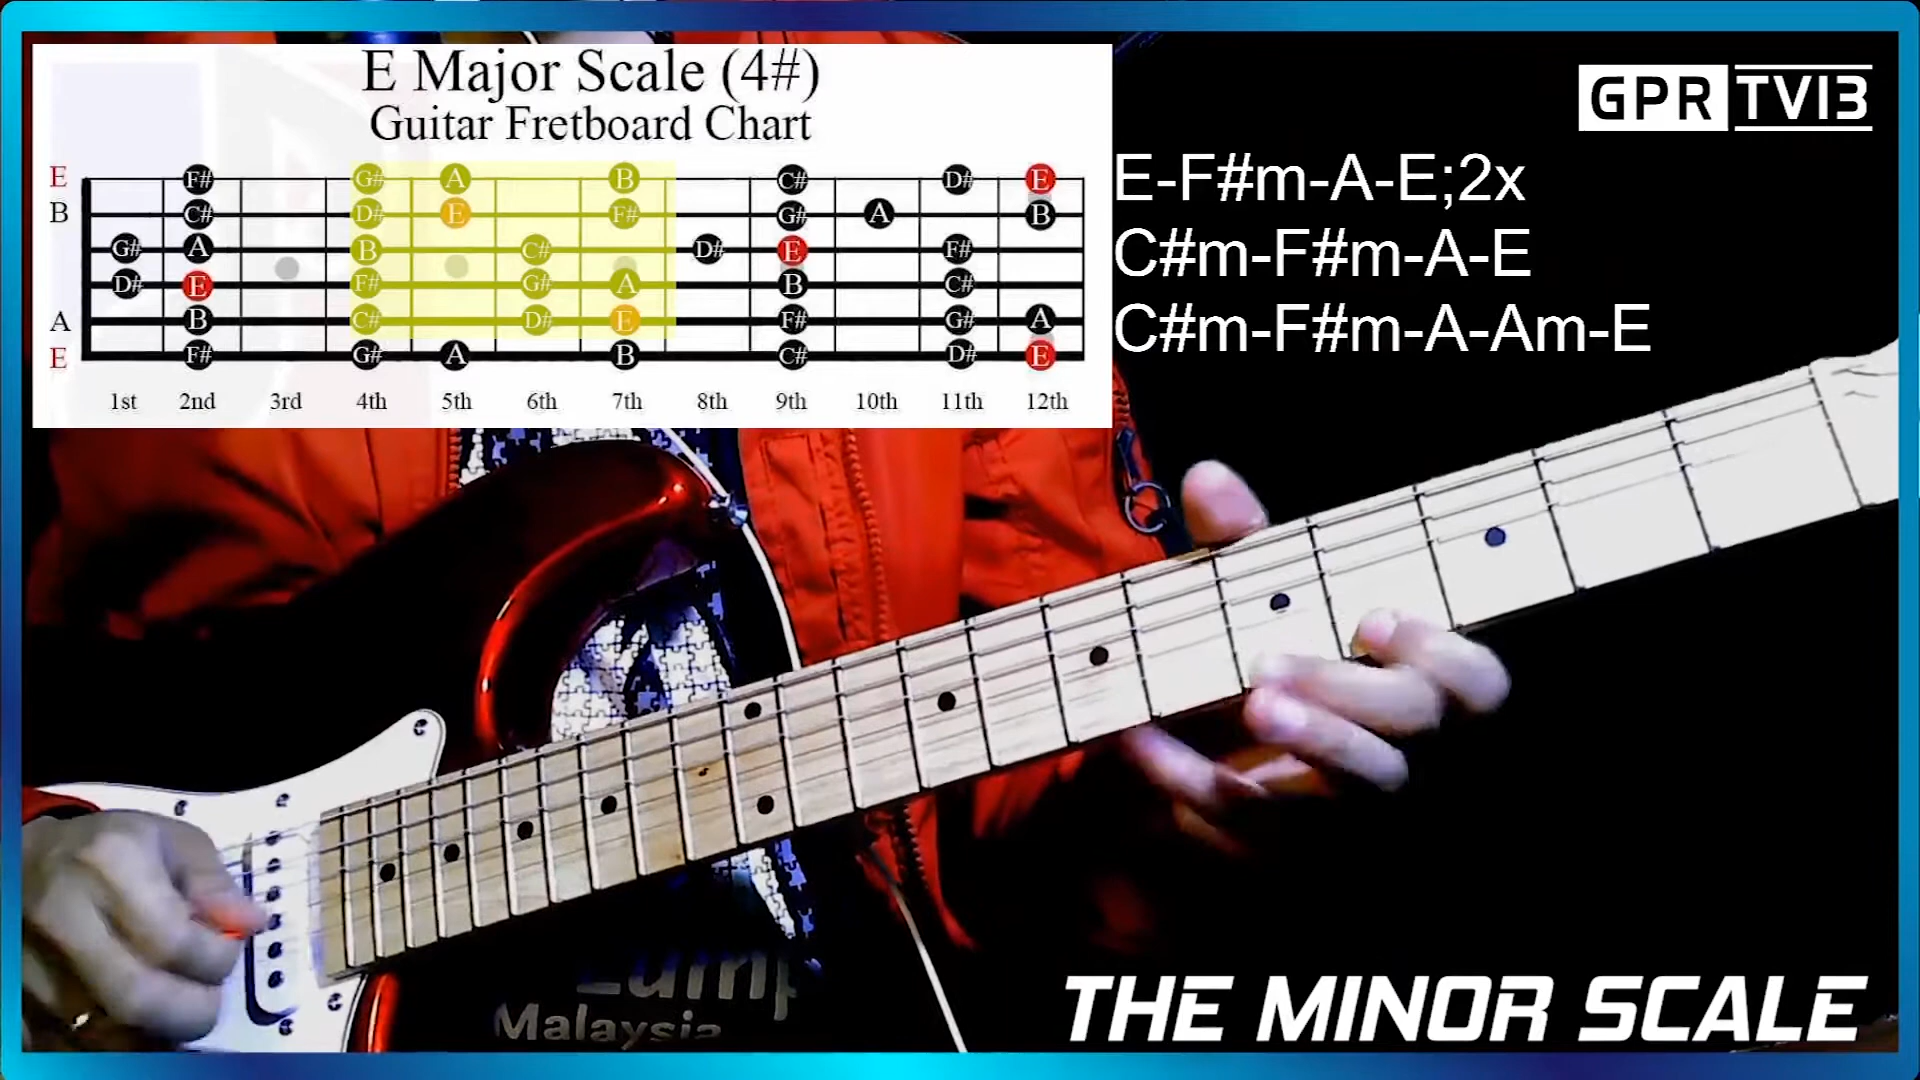 E Major Scale (4#)
Guitar Fretboard Chart
GPR TV13
E F# G# A B C# D# E
B C# D# E F# G# A B
G# A B C# D# E F#
D# E F# G# A B C#
A B C# D# E F# G# A
E F# G# A B C# D# E
1st 2nd 3rd 4th 5th 6th 7th 8th 9th 10th 11th 12th
E-F#m-A-E;2x
C#m-F#m-A-E
C#m-F#m-A-Am-E
Malaysia
THE MINOR SCALE